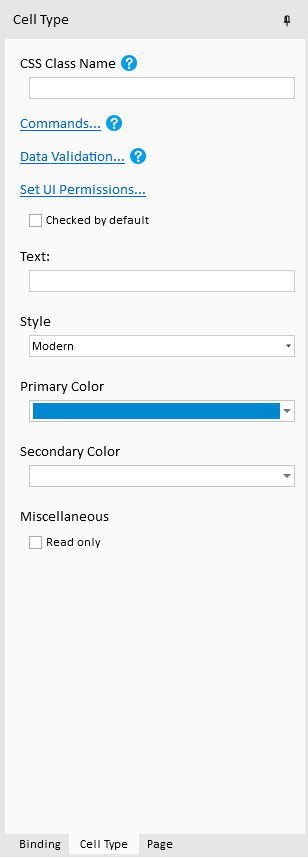 Cell Type
CSS Class Name ?
Commands... ?
Data Validation... ?
Set UI Permissions...
Checked by default
Text:
Style
Modern
Primary Color
Secondary Color
Miscellaneous
Read only
Binding Cell Type Page